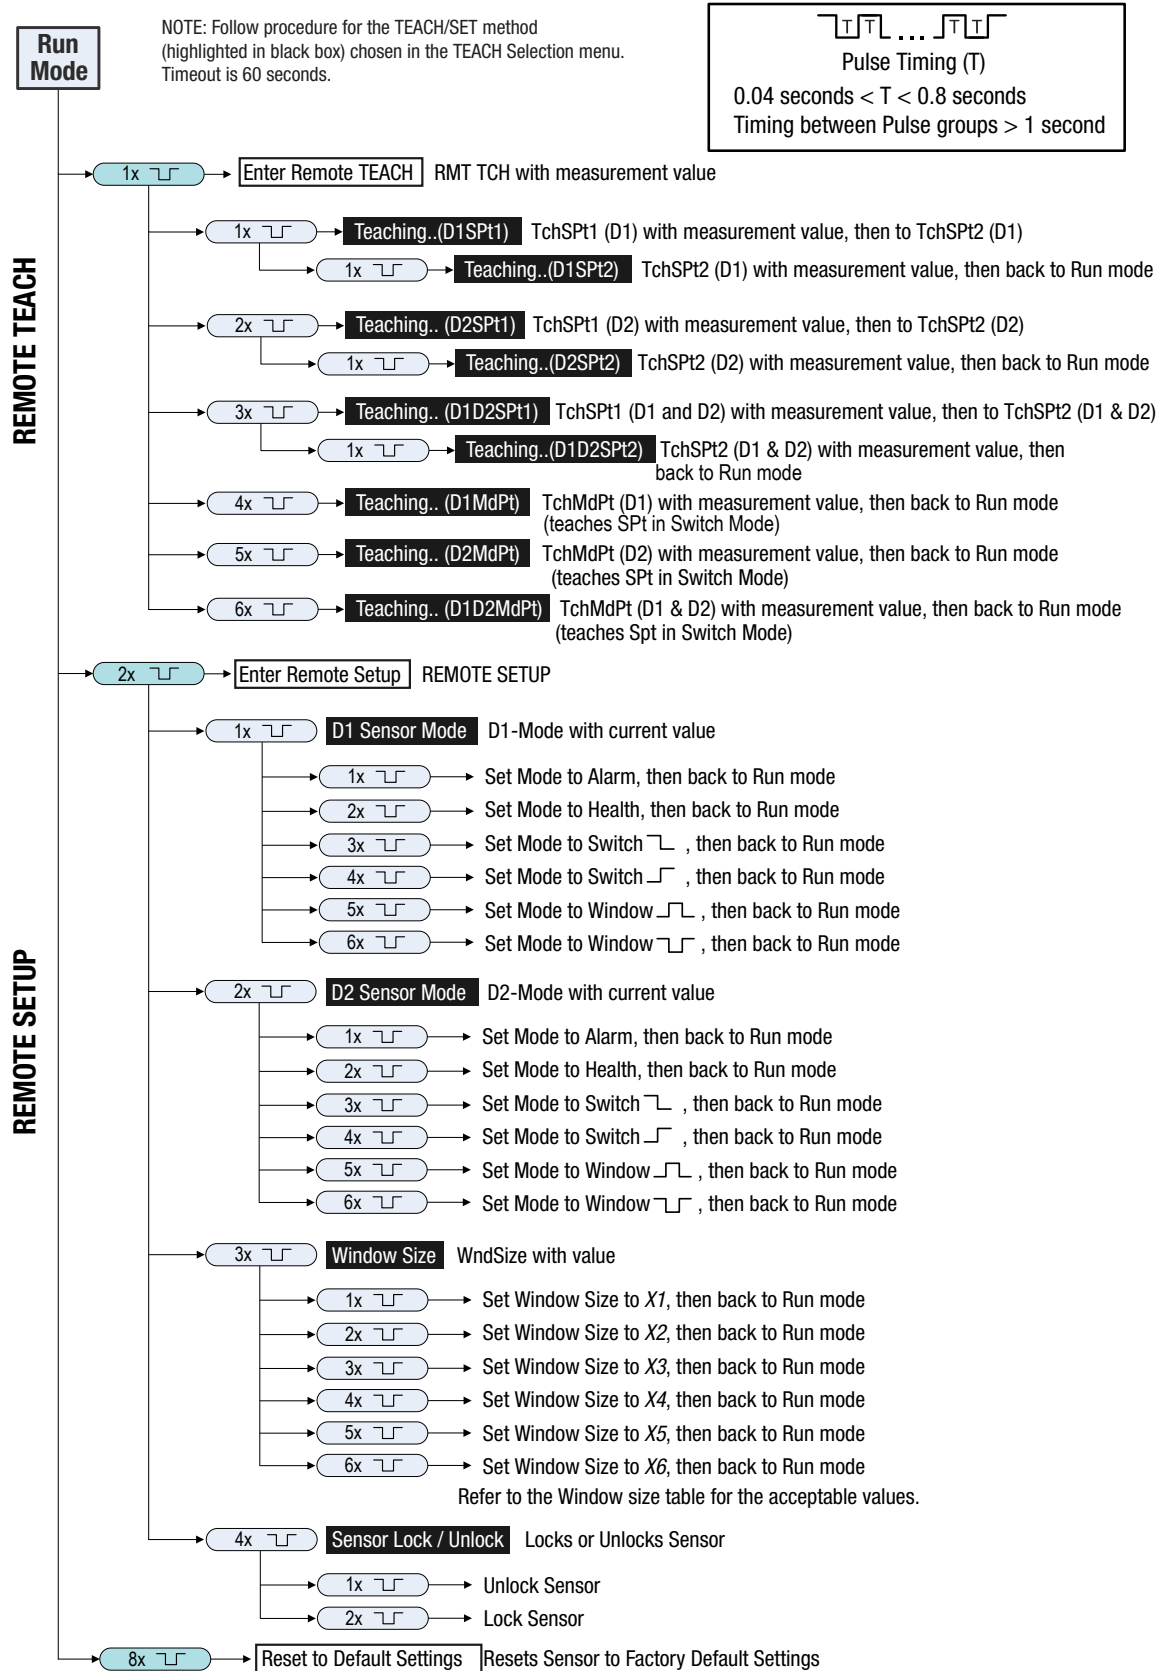 Run
Mode
NOTE: Follow procedure for the TEACH/SET method
(highlighted in black box) chosen in the TEACH Selection menu.
Timeout is 60 seconds.
T T ... T T
Pulse Timing (T)
0.04 seconds < T < 0.8 seconds
Timing between Pulse groups > 1 second
REMOTE TEACH
1x Enter Remote TEACH RMT TCH with measurement value
1x Teaching..(D1SPt1) TchSPt1 (D1) with measurement value, then to TchSPt2 (D1)
1x Teaching..(D1SPt2) TchSPt2 (D1) with measurement value, then back to Run mode
2x Teaching.. (D2SPt1) TchSPt1 (D2) with measurement value, then to TchSPt2 (D2)
1x Teaching..(D2SPt2) TchSPt2 (D2) with measurement value, then back to Run mode
3x Teaching.. (D1D2SPt1) TchSPt1 (D1 and D2) with measurement value, then to TchSPt2 (D1 & D2)
1x Teaching..(D1D2SPt2) TchSPt2 (D1 & D2) with measurement value, then
back to Run mode
4x Teaching.. (D1MdPt) TchMdPt (D1) with measurement value, then back to Run mode
(teaches SPt in Switch Mode)
5x Teaching.. (D2MdPt) TchMdPt (D2) with measurement value, then back to Run mode
(teaches SPt in Switch Mode)
6x Teaching.. (D1D2MdPt) TchMdPt (D1 & D2) with measurement value, then back to Run mode
(teaches Spt in Switch Mode)
REMOTE SETUP
2x Enter Remote Setup REMOTE SETUP
1x D1 Sensor Mode D1-Mode with current value
1x Set Mode to Alarm, then back to Run mode
2x Set Mode to Health, then back to Run mode
3x Set Mode to Switch , then back to Run mode
4x Set Mode to Switch , then back to Run mode
5x Set Mode to Window , then back to Run mode
6x Set Mode to Window , then back to Run mode
2x D2 Sensor Mode D2-Mode with current value
1x Set Mode to Alarm, then back to Run mode
2x Set Mode to Health, then back to Run mode
3x Set Mode to Switch , then back to Run mode
4x Set Mode to Switch , then back to Run mode
5x Set Mode to Window , then back to Run mode
6x Set Mode to Window , then back to Run mode
3x Window Size WndSize with value
1x Set Window Size to X1, then back to Run mode
2x Set Window Size to X2, then back to Run mode
3x Set Window Size to X3, then back to Run mode
4x Set Window Size to X4, then back to Run mode
5x Set Window Size to X5, then back to Run mode
6x Set Window Size to X6, then back to Run mode
Refer to the Window size table for the acceptable values.
4x Sensor Lock / Unlock Locks or Unlocks Sensor
1x Unlock Sensor
2x Lock Sensor
8x Reset to Default Settings Resets Sensor to Factory Default Settings